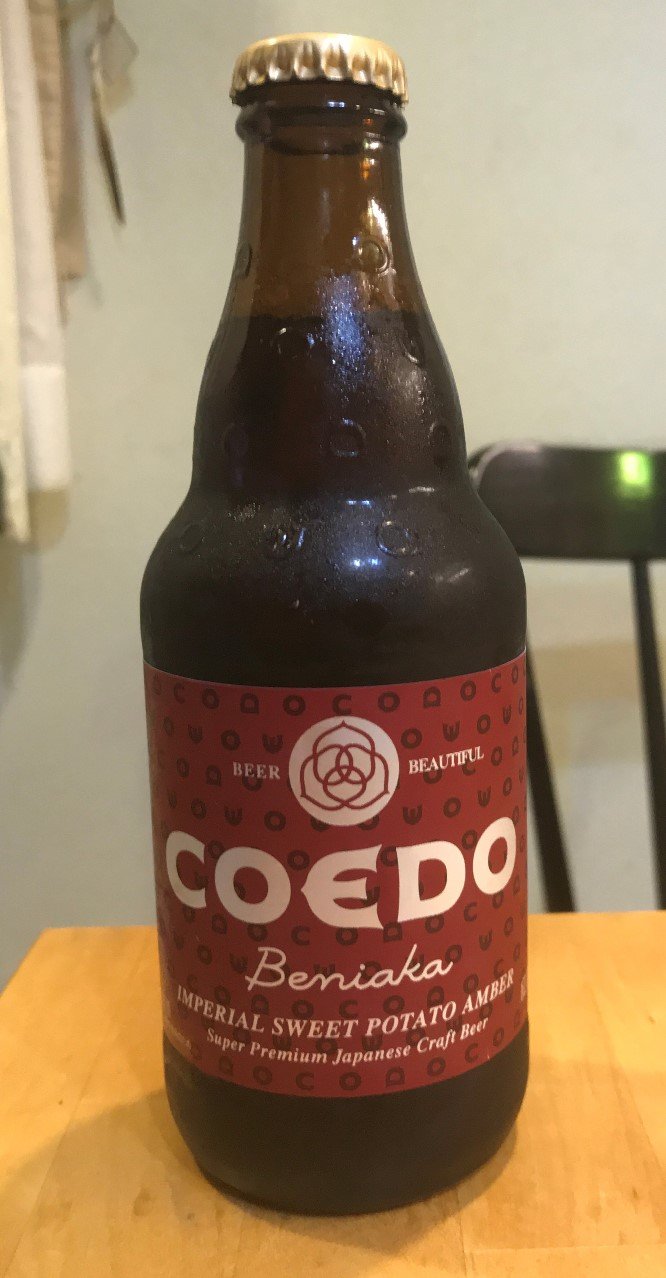 BEER BEAUTIFUL
COEDO
Beniaka
IMPERIAL SWEET POTATO AMBER
Super Premium Japanese Craft Beer